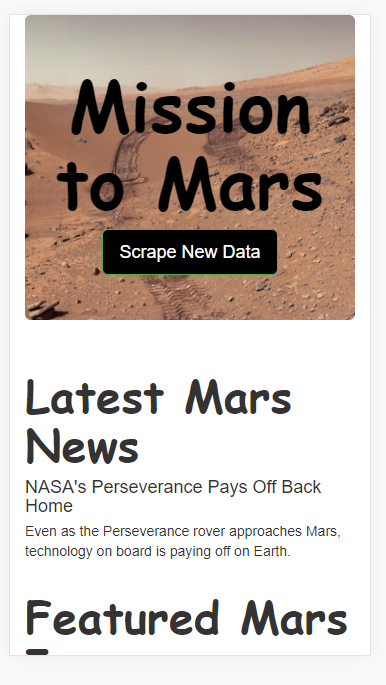 Mission
to Mars
Scrape New Data
Latest Mars
News
NASA's Perseverance Pays Off Back
Home
Even as the Perseverance rover approaches Mars,
technology on board is paying off on Earth.
Featured Mars